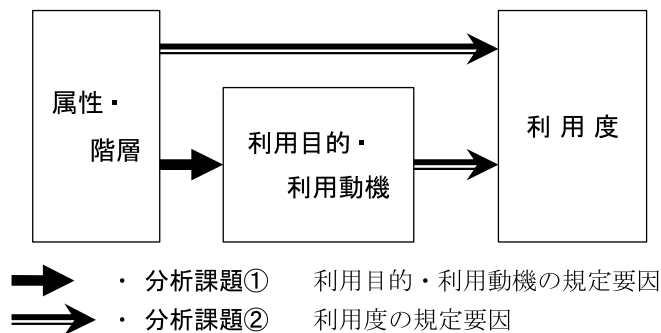 属性・
階層
利用目的・
利用動機
利 用 度
・ 分析課題① 利用目的・利用動機の規定要因
・ 分析課題② 利用度の規定要因